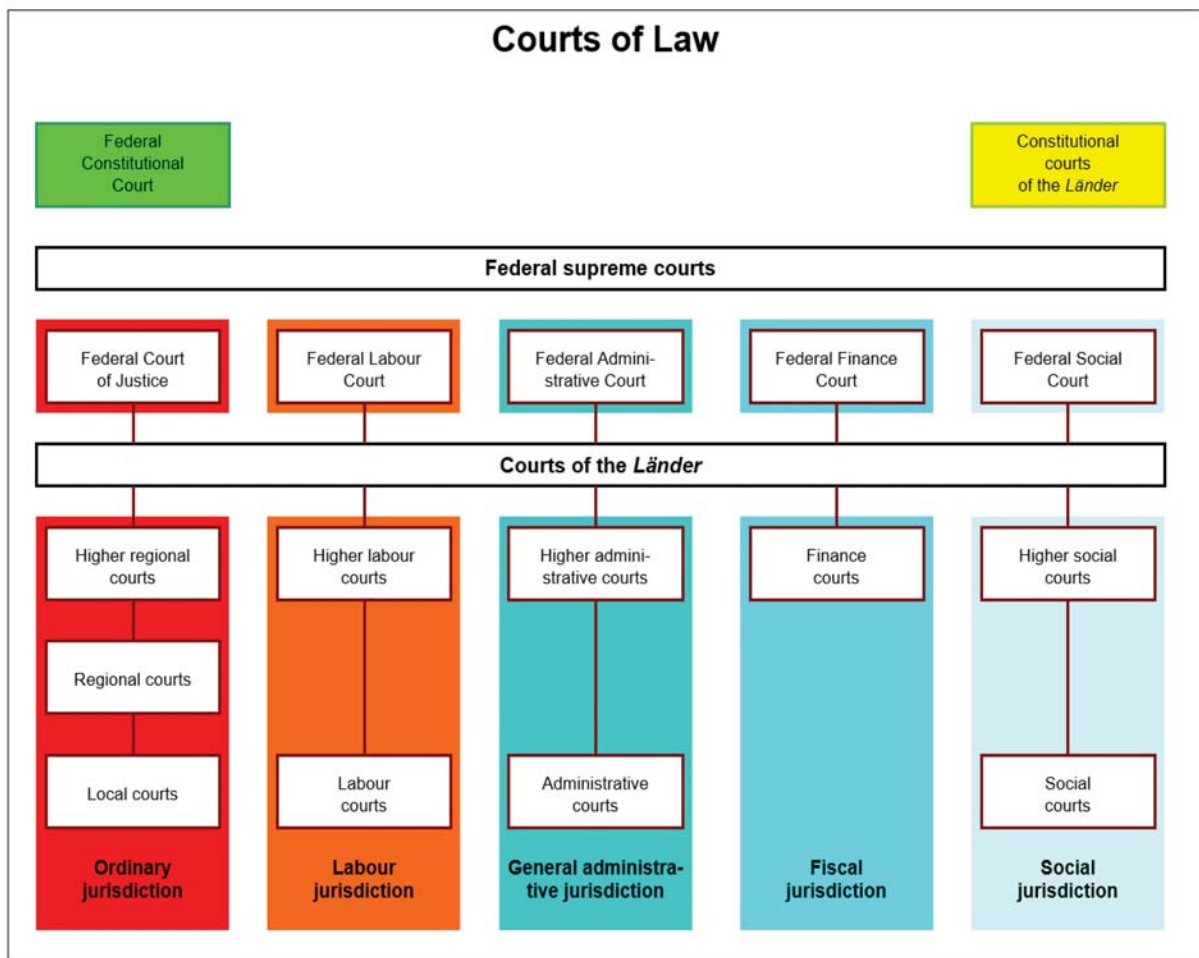 Courts of Law
Federal
Constitutional
Court
Constitutional
courts
of the Länder
Federal supreme courts
Federal Court
of Justice
Federal Labour
Court
Federal Admini-
strative Court
Federal Finance
Court
Federal Social
Court
Courts of the Länder
Higher regional
courts
Higher labour
courts
Higher admini-
strative courts
Finance
courts
Higher social
courts
Regional courts
Local courts
Labour
courts
Administrative
courts
Social
courts
Ordinary
jurisdiction
Labour
jurisdiction
General administra-
tive jurisdiction
Fiscal
jurisdiction
Social
jurisdiction